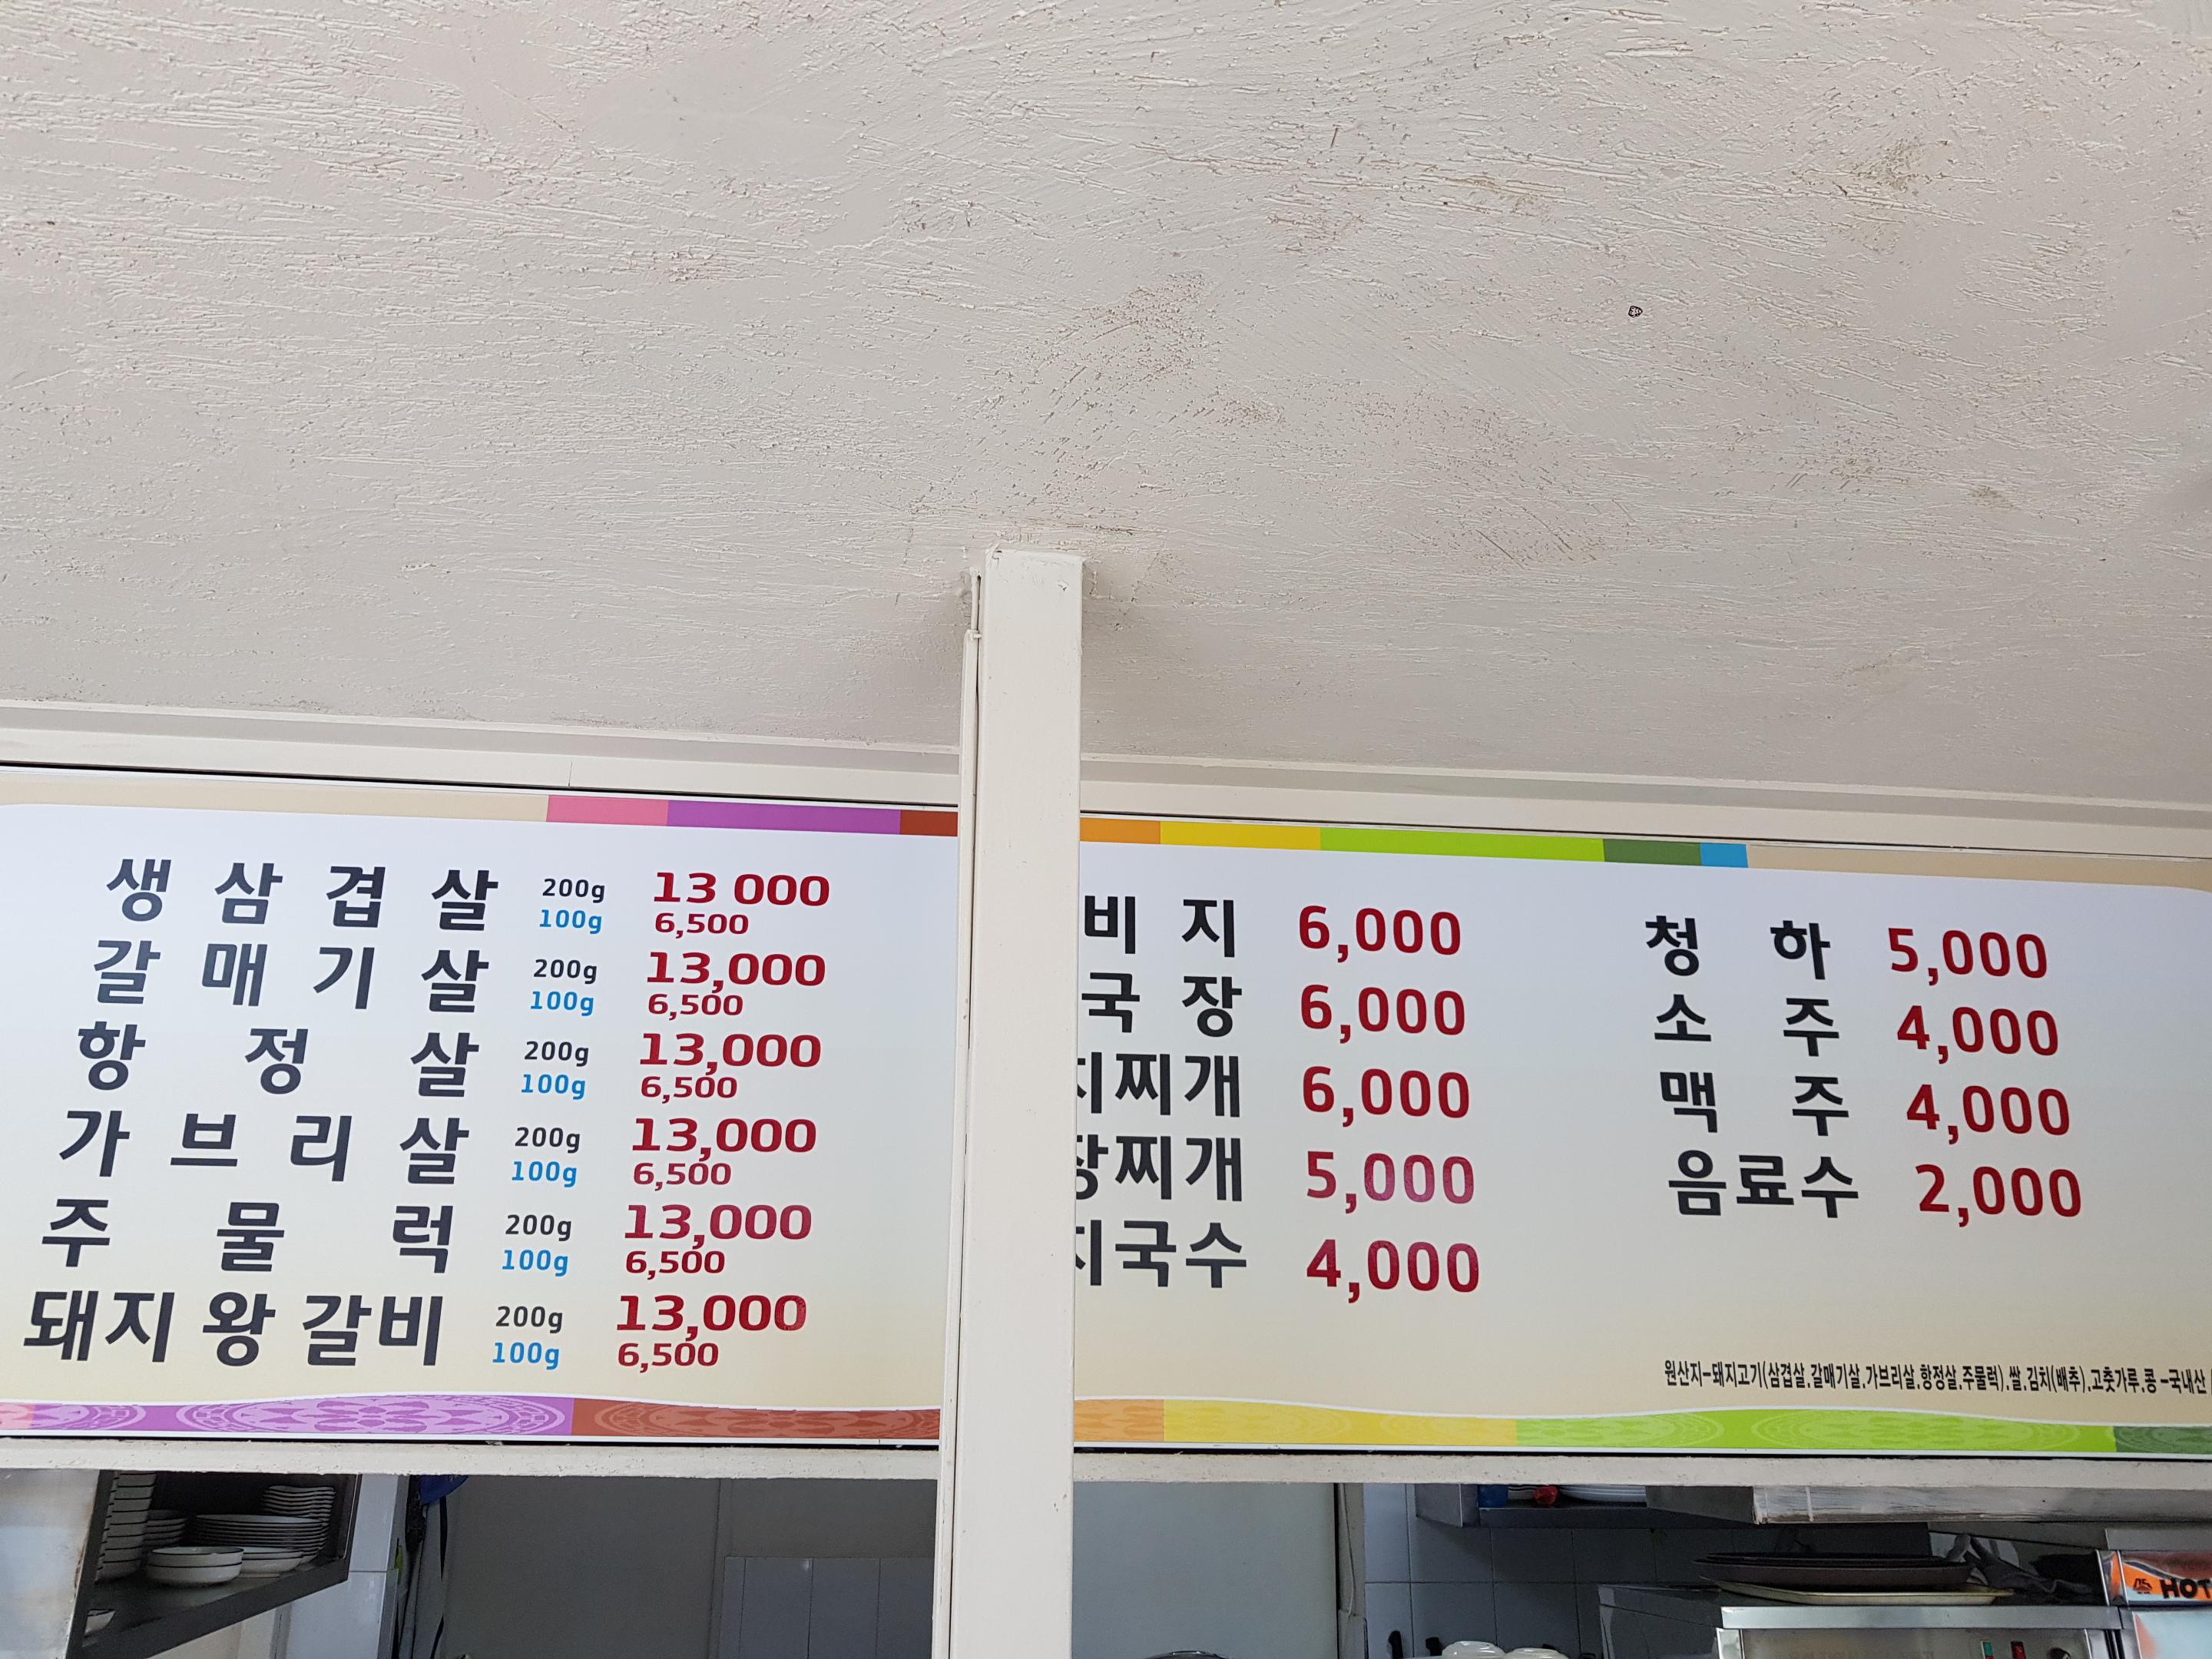 생삼겹살 200g 13 000
100g 6,500
갈매기살 200g 13,000
100g 6,500
항정살 200g 13,000
100g 6,500
가브리살 200g 13,000
100g 6,500
주물럭 200g 13,000
100g 6,500
돼지왕갈비 200g 13,000
100g 6,500
비지 6,000
국장 6,000
찌개 6,000
찌개 5,000
국수 4,000
청하 5,000
소주 4,000
맥주 4,000
음료수 2,000
원산지-돼지고기(삼겹살.갈매기살.가브리살.항정살.주물럭).쌀.김치(배추).고춧가루.콩-국내산
HOT